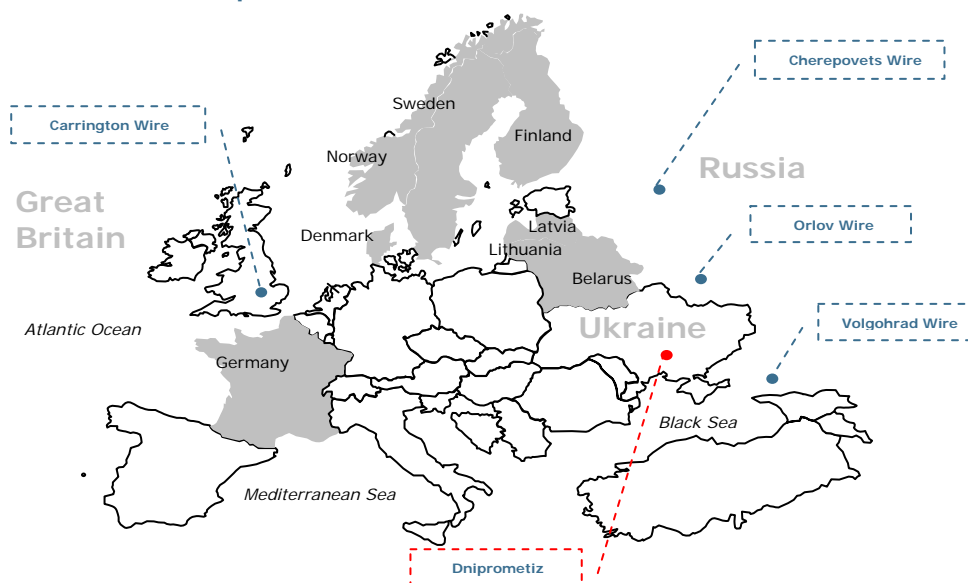 Cherepovets Wire
Sweden
Carrington Wire
Finland
Norway
Russia
Great
Britain
Latvia
Orlov Wire
Denmark
Lithuania
Belarus
Atlantic Ocean
Ukraine
Volgohrad Wire
Germany
Black Sea
Mediterranean Sea
Dniprometiz